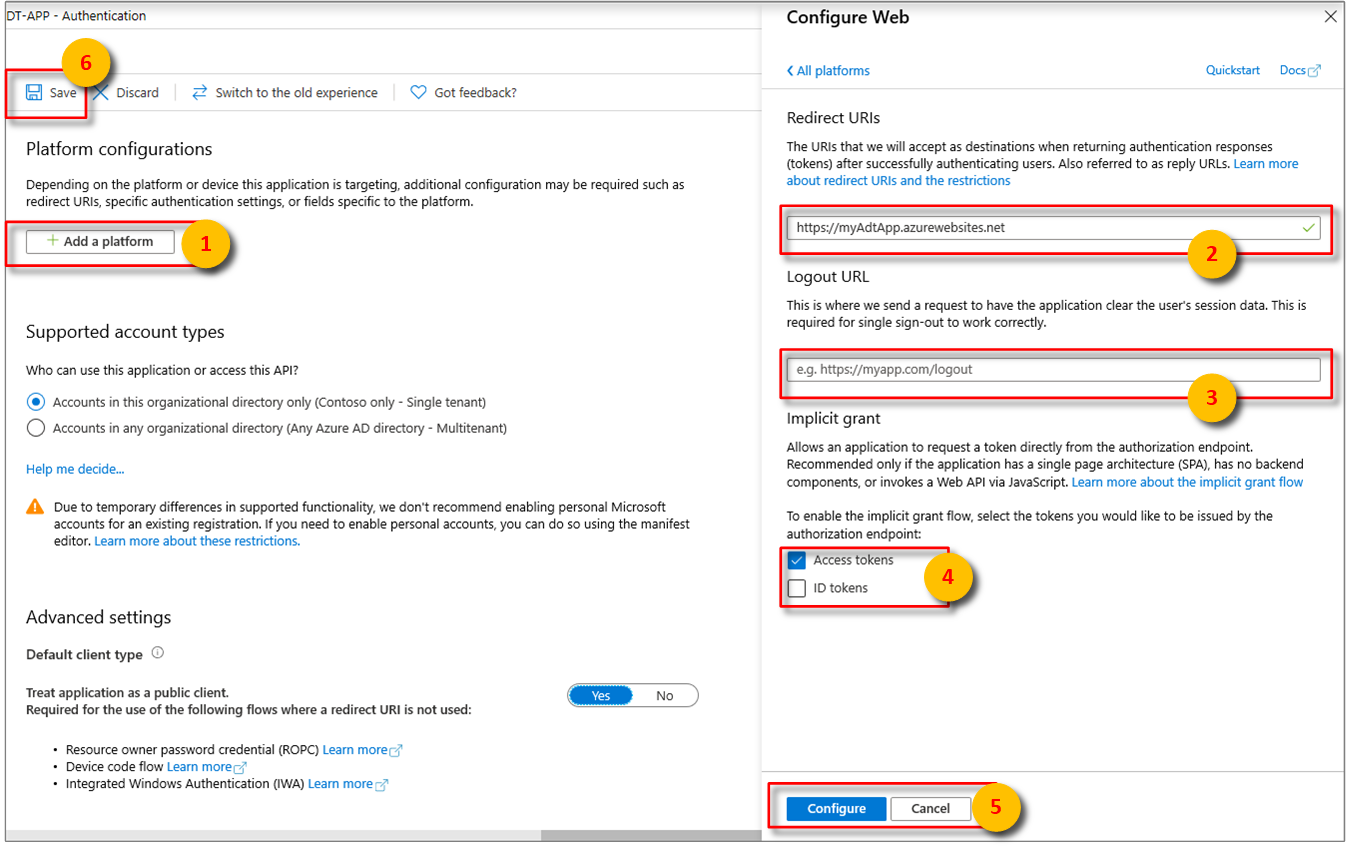 DT-APP - Authentication
6
Save
Discard
Switch to the old experience
Got feedback?
Platform configurations
Depending on the platform or device this application is targeting, additional configuration may be required such as
redirect URIs, specific authentication settings, or fields specific to the platform.
+ Add a platform
1
Supported account types
Who can use this application or access this API?
Accounts in this organizational directory only (Contoso only - Single tenant)
Accounts in any organizational directory (Any Azure AD directory - Multitenant)
Help me decide...
Due to temporary differences in supported functionality, we don't recommend enabling personal Microsoft
accounts for an existing registration. If you need to enable personal accounts, you can do so using the manifest
editor. Learn more about these restrictions.
Advanced settings
Default client type
Treat application as a public client.
Required for the use of the following flows where a redirect URI is not used:
Yes
No
• Resource owner password credential (ROPC) Learn more
• Device code flow Learn more
• Integrated Windows Authentication (IWA) Learn more
Configure Web
All platforms
Quickstart
Docs
Redirect URIs
The URIs that we will accept as destinations when returning authentication responses
(tokens) after successfully authenticating users. Also referred to as reply URLs. Learn more
about redirect URIs and the restrictions
https://myAdtApp.azurewebsites.net
2
Logout URL
This is where we send a request to have the application clear the user's session data. This is
required for single sign-out to work correctly.
e.g. https://myapp.com/logout
3
Implicit grant
Allows an application to request a token directly from the authorization endpoint.
Recommended only if the application has a single page architecture (SPA), has no backend
components, or invokes a Web API via JavaScript. Learn more about the implicit grant flow
To enable the implicit grant flow, select the tokens you would like to be issued by the
authorization endpoint:
Access tokens
ID tokens
4
Configure
Cancel
5